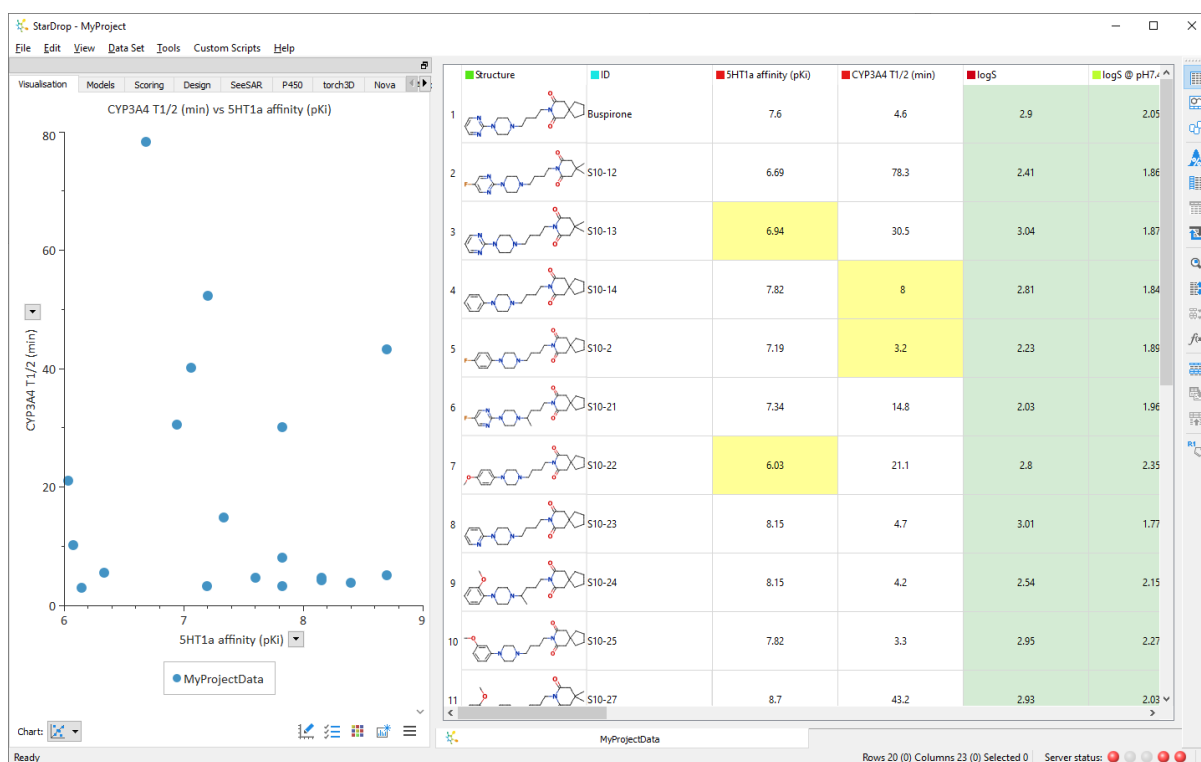 StarDrop - MyProject
File Edit View Data Set Tools Custom Scripts Help
Visualisation Models Scoring Design SeeSAR P450 torch3D Nova
CYP3A4 T1/2 (min) vs 5HT1a affinity (pKi)
80
60
40
20
0
CYP3A4 T1/2 (min)
6 7 8 9
5HT1a affinity (pKi)
MyProjectData
Chart:
Structure ID 5HT1a affinity (pKi) CYP3A4 T1/2 (min) logS logS @ pH7.4
1 Buspirone 7.6 4.6 2.9 2.05
2 S10-12 6.69 78.3 2.41 1.86
3 S10-13 6.94 30.5 3.04 1.87
4 S10-14 7.82 8 2.81 1.84
5 S10-2 7.19 3.2 2.23 1.89
6 S10-21 7.34 14.8 2.03 1.96
7 S10-22 6.03 21.1 2.8 2.35
8 S10-23 8.15 4.7 3.01 1.77
9 S10-24 8.15 4.2 2.54 2.15
10 S10-25 7.82 3.3 2.95 2.27
11 S10-27 8.7 43.2 2.93 2.03
MyProjectData
Ready
Rows 20 (0) Columns 23 (0) Selected 0 Server status: